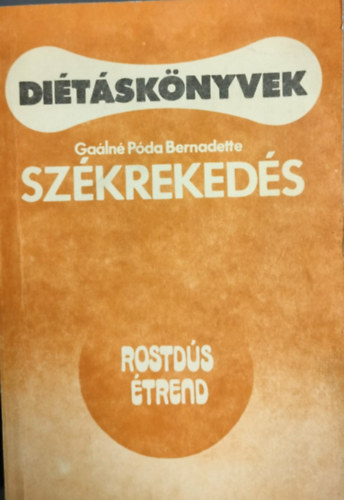 DIÉTÁSKÖNYVEK
Gaálné Póda Bernadette
SZÉKREKEDÉS
ROSTDÚS
ÉTREND